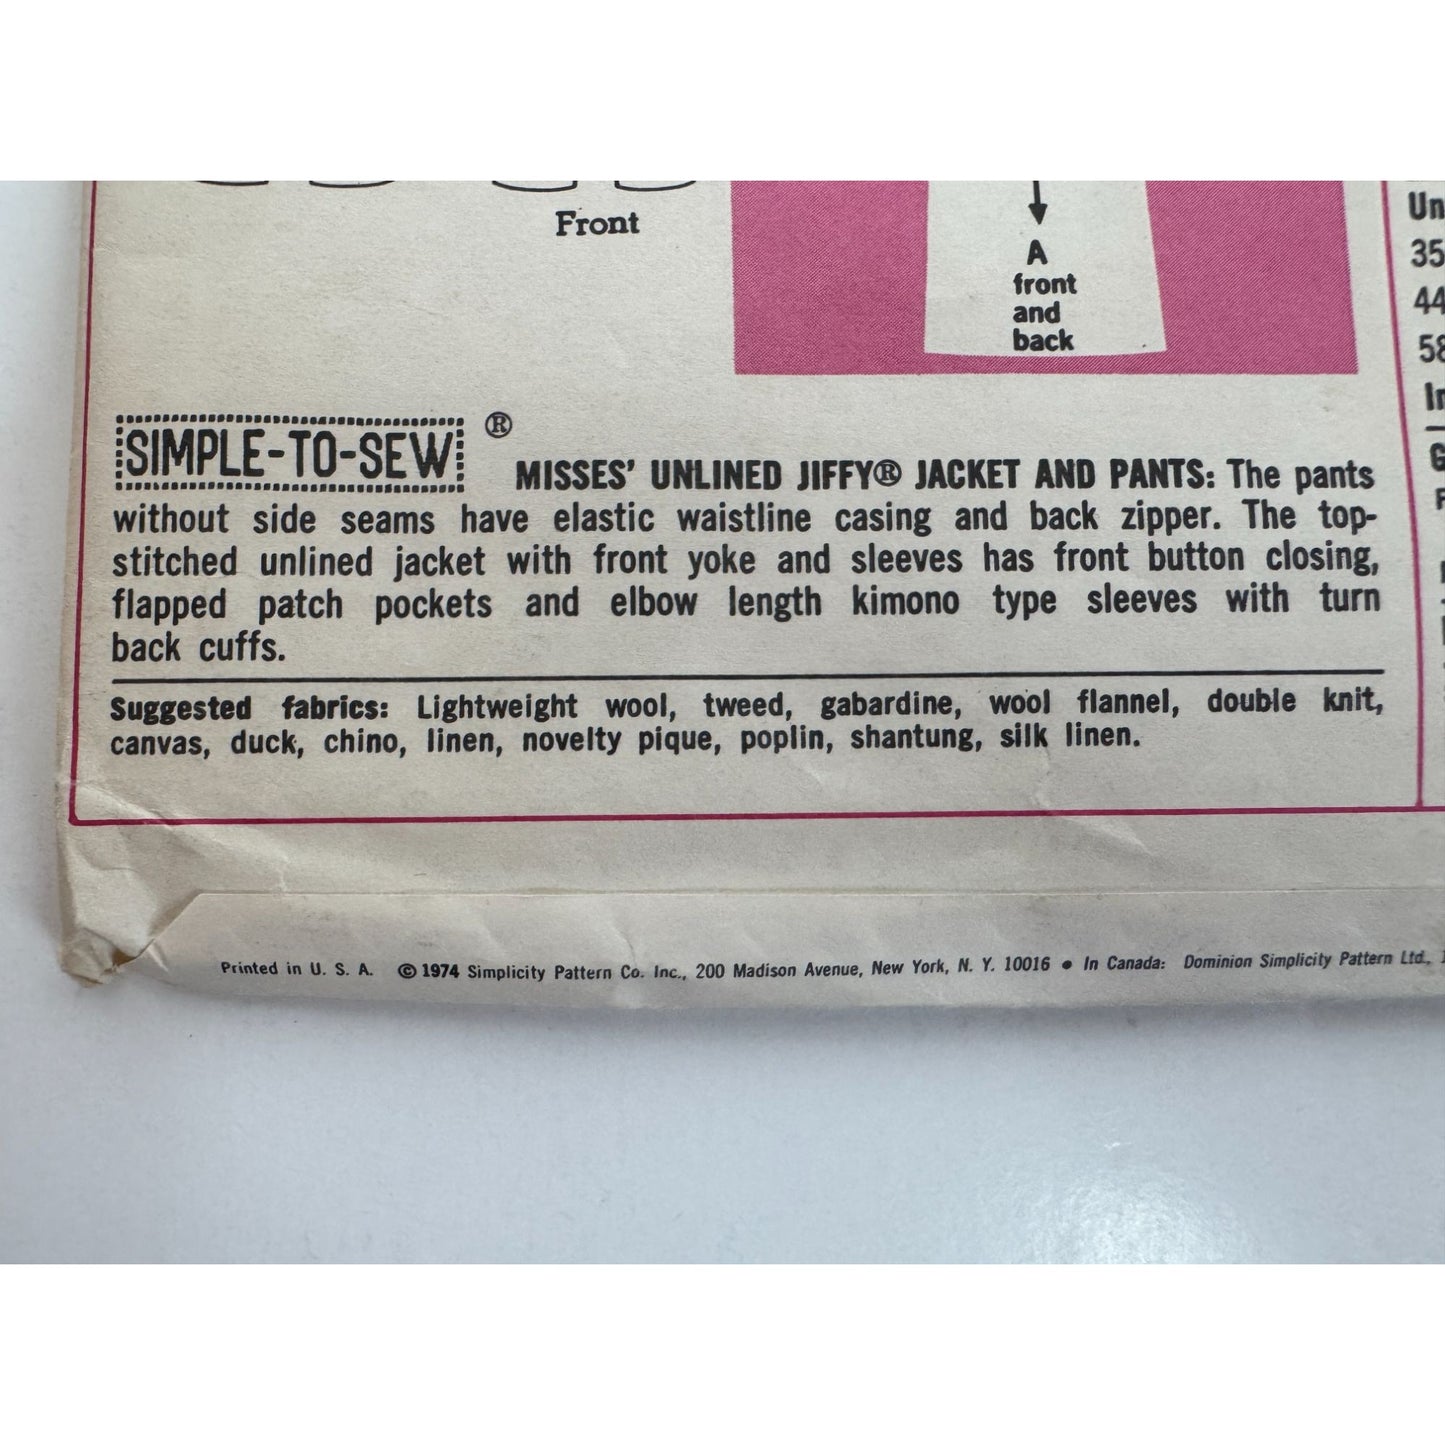 Front
A
front
and
back
Un
35
44
58
SIMPLE-TO-SEW ®
MISSES' UNLINED JIFFY® JACKET AND PANTS: The pants
without side seams have elastic waistline casing and back zipper. The top-
stitched unlined jacket with front yoke and sleeves has front button closing,
flapped patch pockets and elbow length kimono type sleeves with turn
back cuffs.
Suggested fabrics: Lightweight wool, tweed, gabardine, wool flannel, double knit,
canvas, duck, chino, linen, novelty pique, poplin, shantung, silk linen.
Printed in U. S. A. © 1974 Simplicity Pattern Co. Inc., 200 Madison Avenue, New York, N. Y. 10016 • In Canada: Dominion Simplicity Pattern Ltd.,